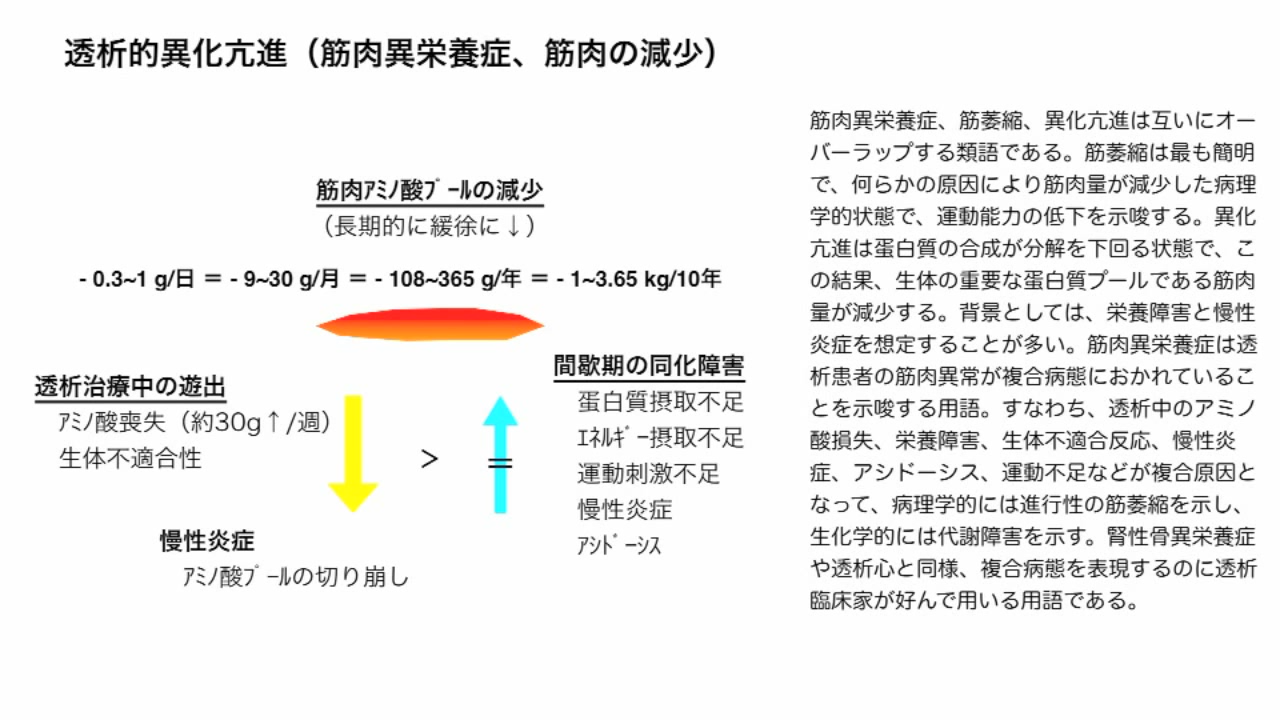 透析的異化亢進（筋肉異栄養症、筋肉の減少）
筋肉ｱﾐﾉ酸ﾌﾟｰﾙの減少
（長期的に緩徐に↓）
- 0.3~1 g/日 ＝ - 9~30 g/月 ＝ - 108~365 g/年 ＝ - 1~3.65 kg/10年
透析治療中の遊出
ｱﾐﾉ酸喪失（約30g↑/週）
生体不適合性
＞
＝
間歇期の同化障害
蛋白質摂取不足
ｴﾈﾙｷﾞｰ摂取不足
運動刺激不足
慢性炎症
ｱｼﾄﾞｰｼｽ
慢性炎症
ｱﾐﾉ酸ﾌﾟｰﾙの切り崩し
筋肉異栄養症、筋萎縮、異化亢進は互いにオー
バーラップする類語である。筋萎縮は最も簡明
で、何らかの原因により筋肉量が減少した病理
学的状態で、運動能力の低下を示唆する。異化
亢進は蛋白質の合成が分解を下回る状態で、こ
の結果、生体の重要な蛋白質プールである筋肉
量が減少する。背景としては、栄養障害と慢性
炎症を想定することが多い。筋肉異栄養症は透
析患者の筋肉異常が複合病態におかれているこ
とを示唆する用語。すなわち、透析中のアミノ
酸損失、栄養障害、生体不適合反応、慢性炎
症、アシドーシス、運動不足などが複合原因と
なって、病理学的には進行性の筋萎縮を示し、
生化学的には代謝障害を示す。腎性骨異栄養症
や透析心と同様、複合病態を表現するのに透析
臨床家が好んで用いる用語である。